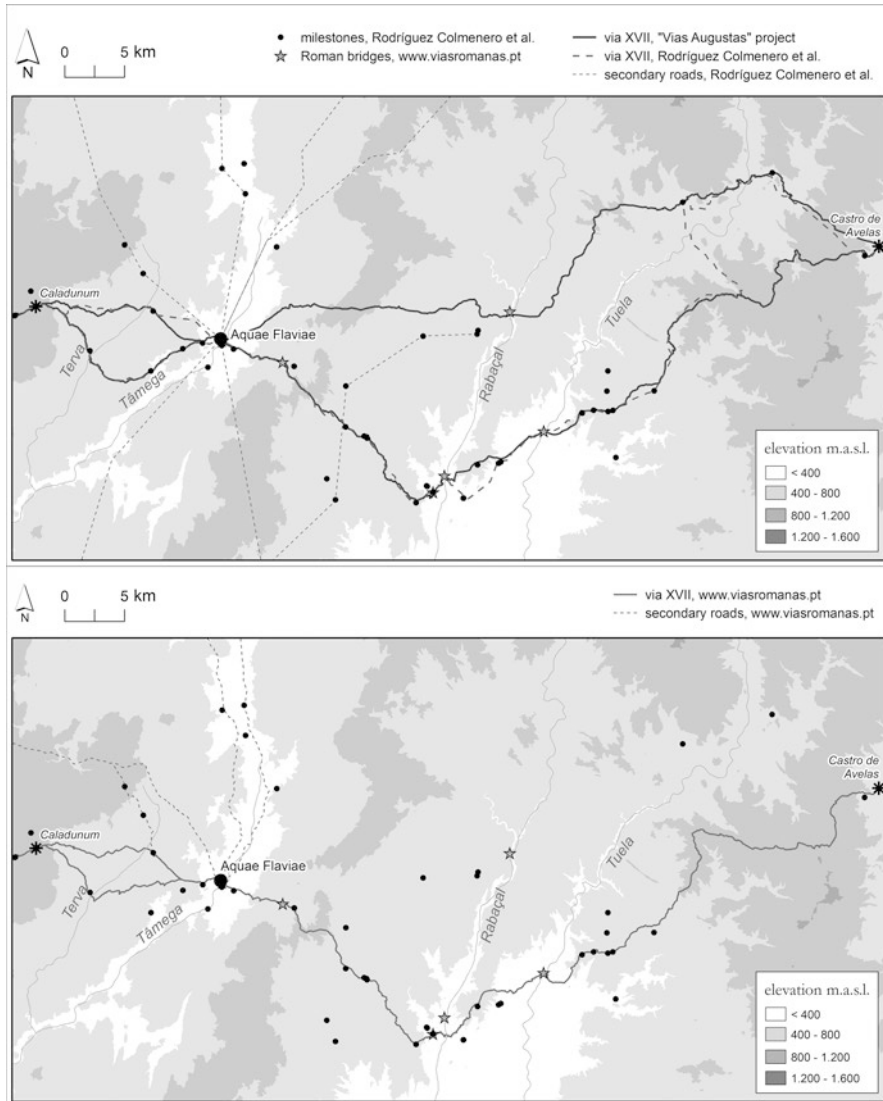 N
0 5 km
milestones, Rodríguez Colmenero et al.
Roman bridges, www.viasromanas.pt
via XVII, "Vias Augustas" project
via XVII, Rodríguez Colmenero et al.
secondary roads, Rodríguez Colmenero et al.
Castro de
Avelas
Caladunum
Aquae Flaviae
Terva
Tâmega
Rabaçal
Tuela
elevation m.a.s.l.
< 400
400 - 800
800 - 1.200
1.200 - 1.600
N
0 5 km
via XVII, www.viasromanas.pt
secondary roads, www.viasromanas.pt
Castro de
Avelas
Caladunum
Aquae Flaviae
Terva
Tâmega
Rabaçal
Tuela
elevation m.a.s.l.
< 400
400 - 800
800 - 1.200
1.200 - 1.600